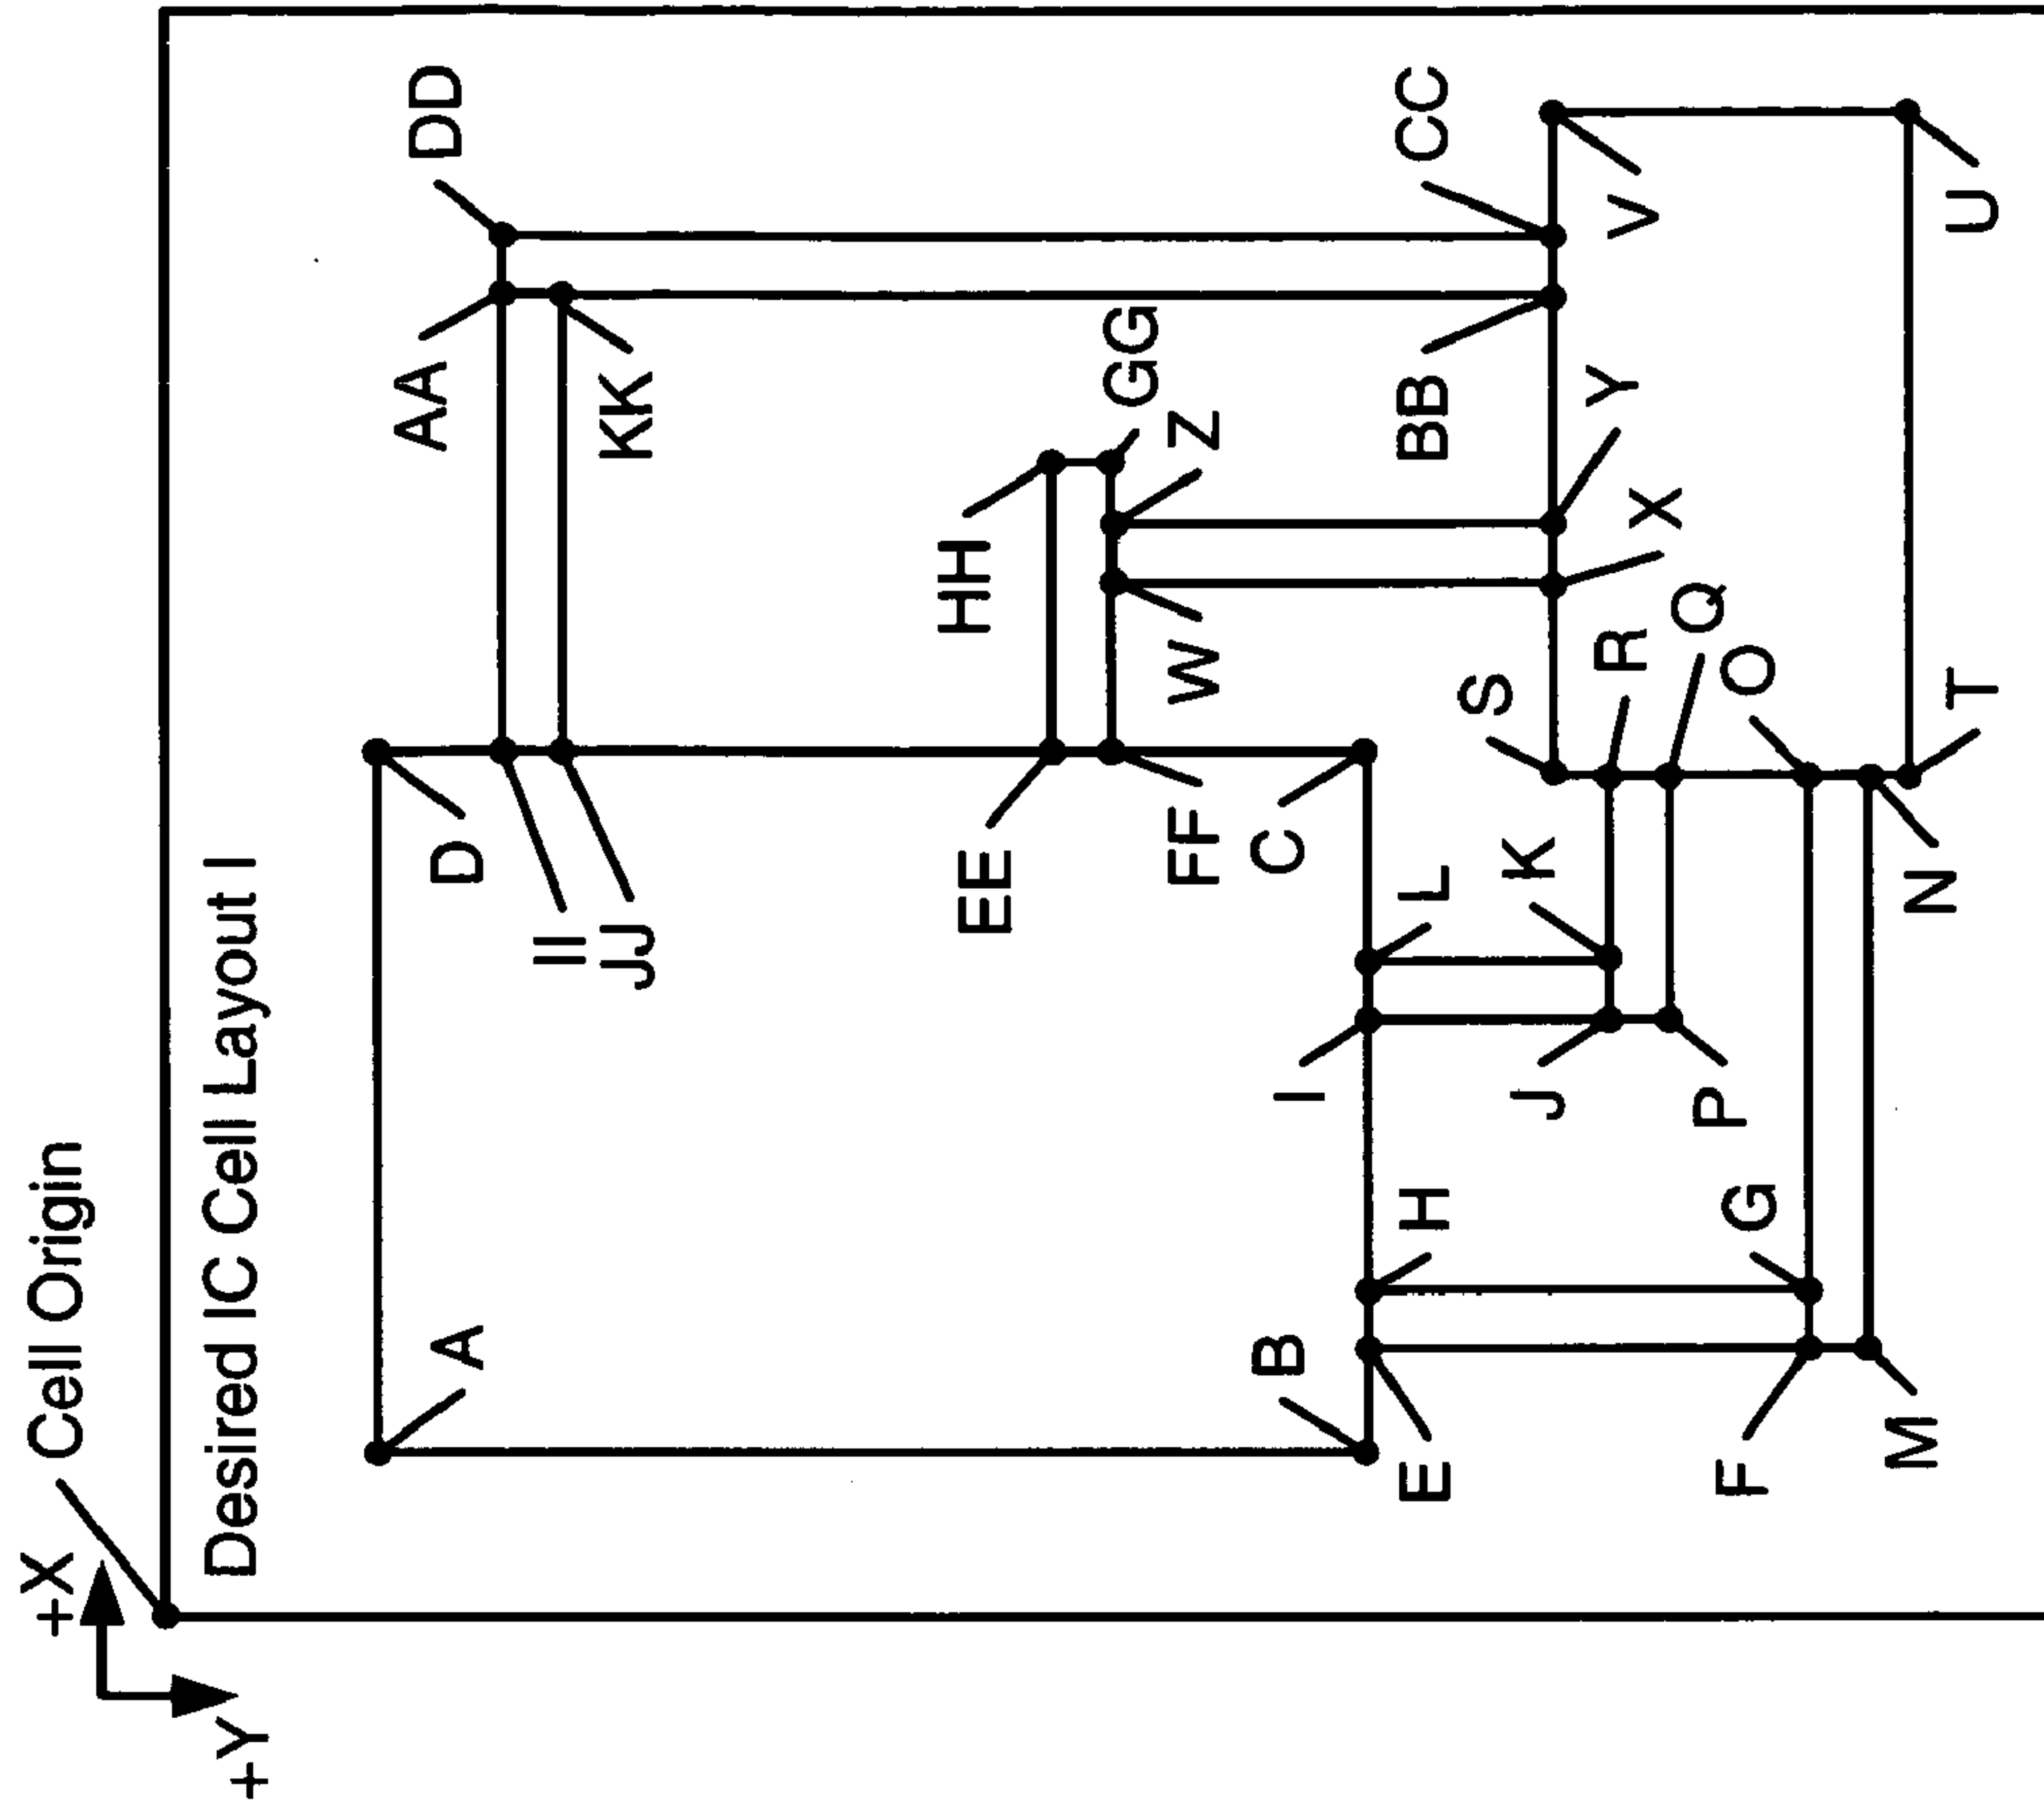 +X
+Y
Cell Origin
Desired IC Cell Layout I
A
D
II
JJ
AA
KK
DD
EE
HH
FF
GG
W
Z
B
C
E
H
I
L
BB
CC
S
J
K
R
X
Y
V
Q
F
G
P
O
M
N
T
U